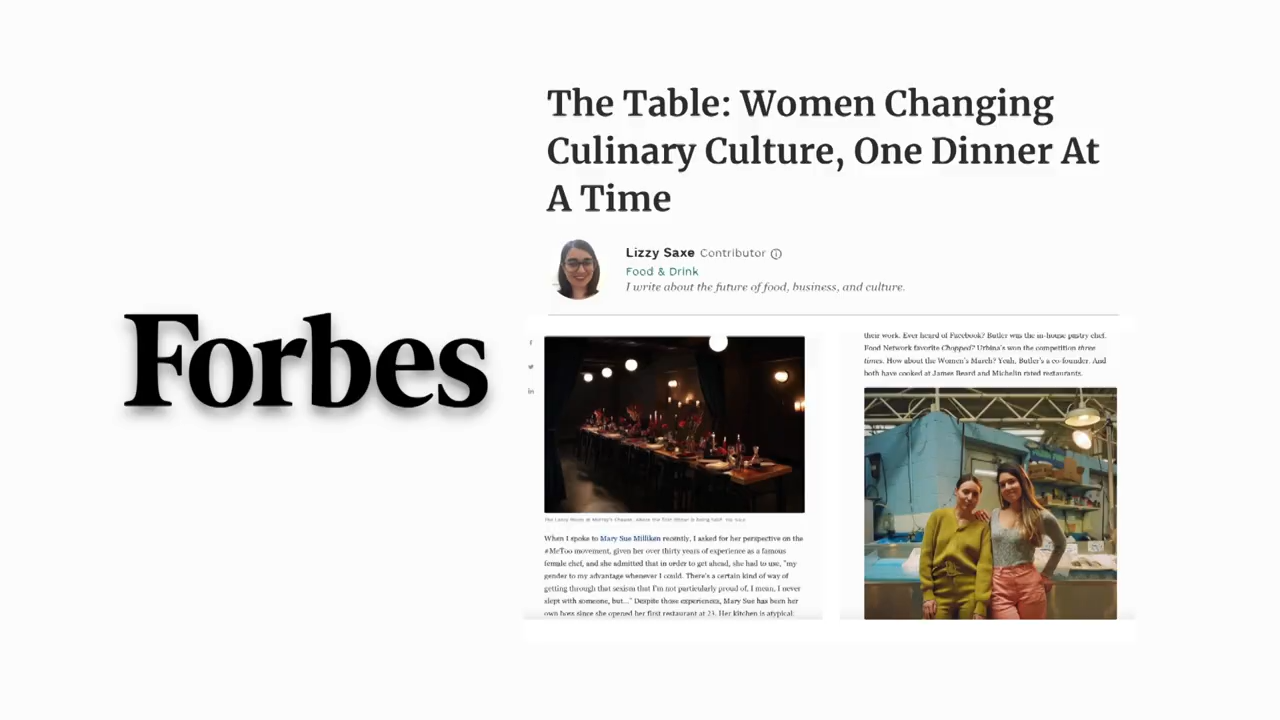 Forbes
The Table: Women Changing
Culinary Culture, One Dinner At
A Time
Lizzy Saxe Contributor
Food & Drink
I write about the future of food, business, and culture.
in
When I spoke to Mary Sue Milliken recently, I asked for her perspective on the
#MeToo movement, given her over thirty years of experience as a famous
female chef, and she admitted that in order to get ahead, she had to use, "my
gender to my advantage whenever I could. There's a certain kind of way of
getting through that sexism that I'm not particularly proud of, I mean, I never
slept with someone, but..." Despite those experiences, Mary Sue has been her
own boss since she opened her first restaurant at 23. Her kitchen is atypical:
their work. Ever heard of Facebook? Butler was the in-house pastry chef.
Food Network favorite Chopped? Urbina's won the competition three
times. How about the Women's March? Yeah, Butler's a co-founder. And
both have cooked at James Beard and Michelin rated restaurants.